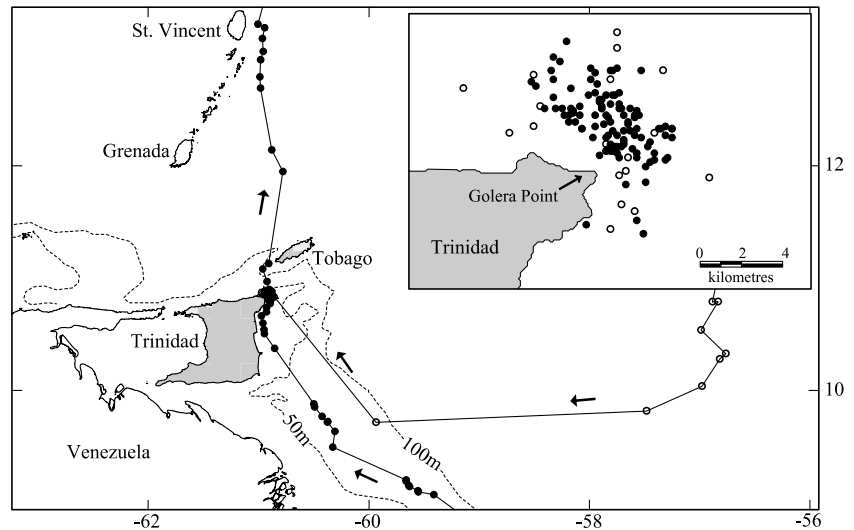 St. Vincent
Grenada
12
Golera Point
Trinidad
0 2 4
kilometres
Tobago
Trinidad
10
Venezuela
50m
100m
-62
-60
-58
-56